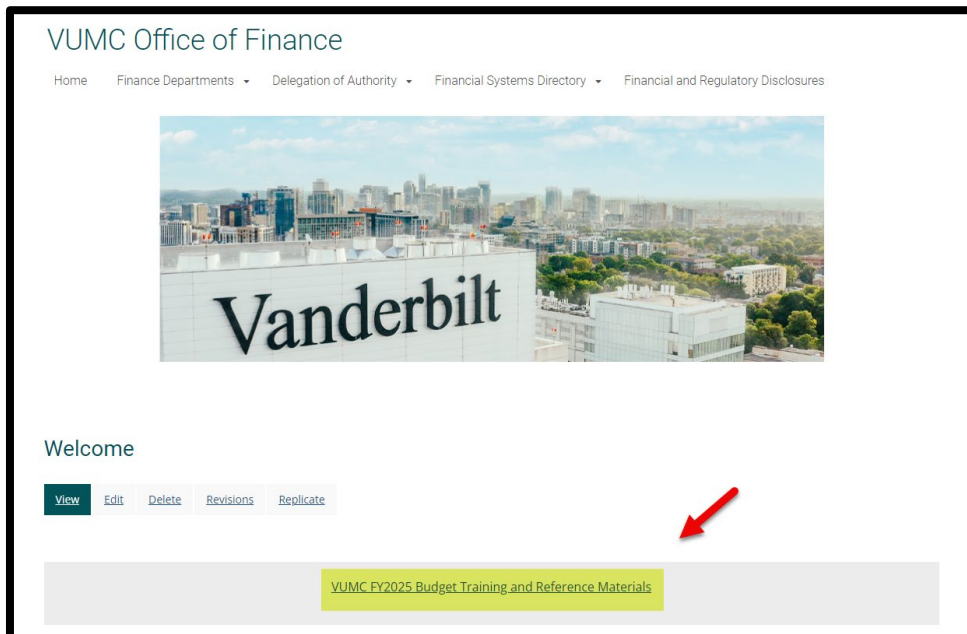 VUMC Office of Finance
Home Finance Departments Delegation of Authority Financial Systems Directory Financial and Regulatory Disclosures
Vanderbilt
Welcome
View Edit Delete Revisions Replicate
VUMC FY2025 Budget Training and Reference Materials